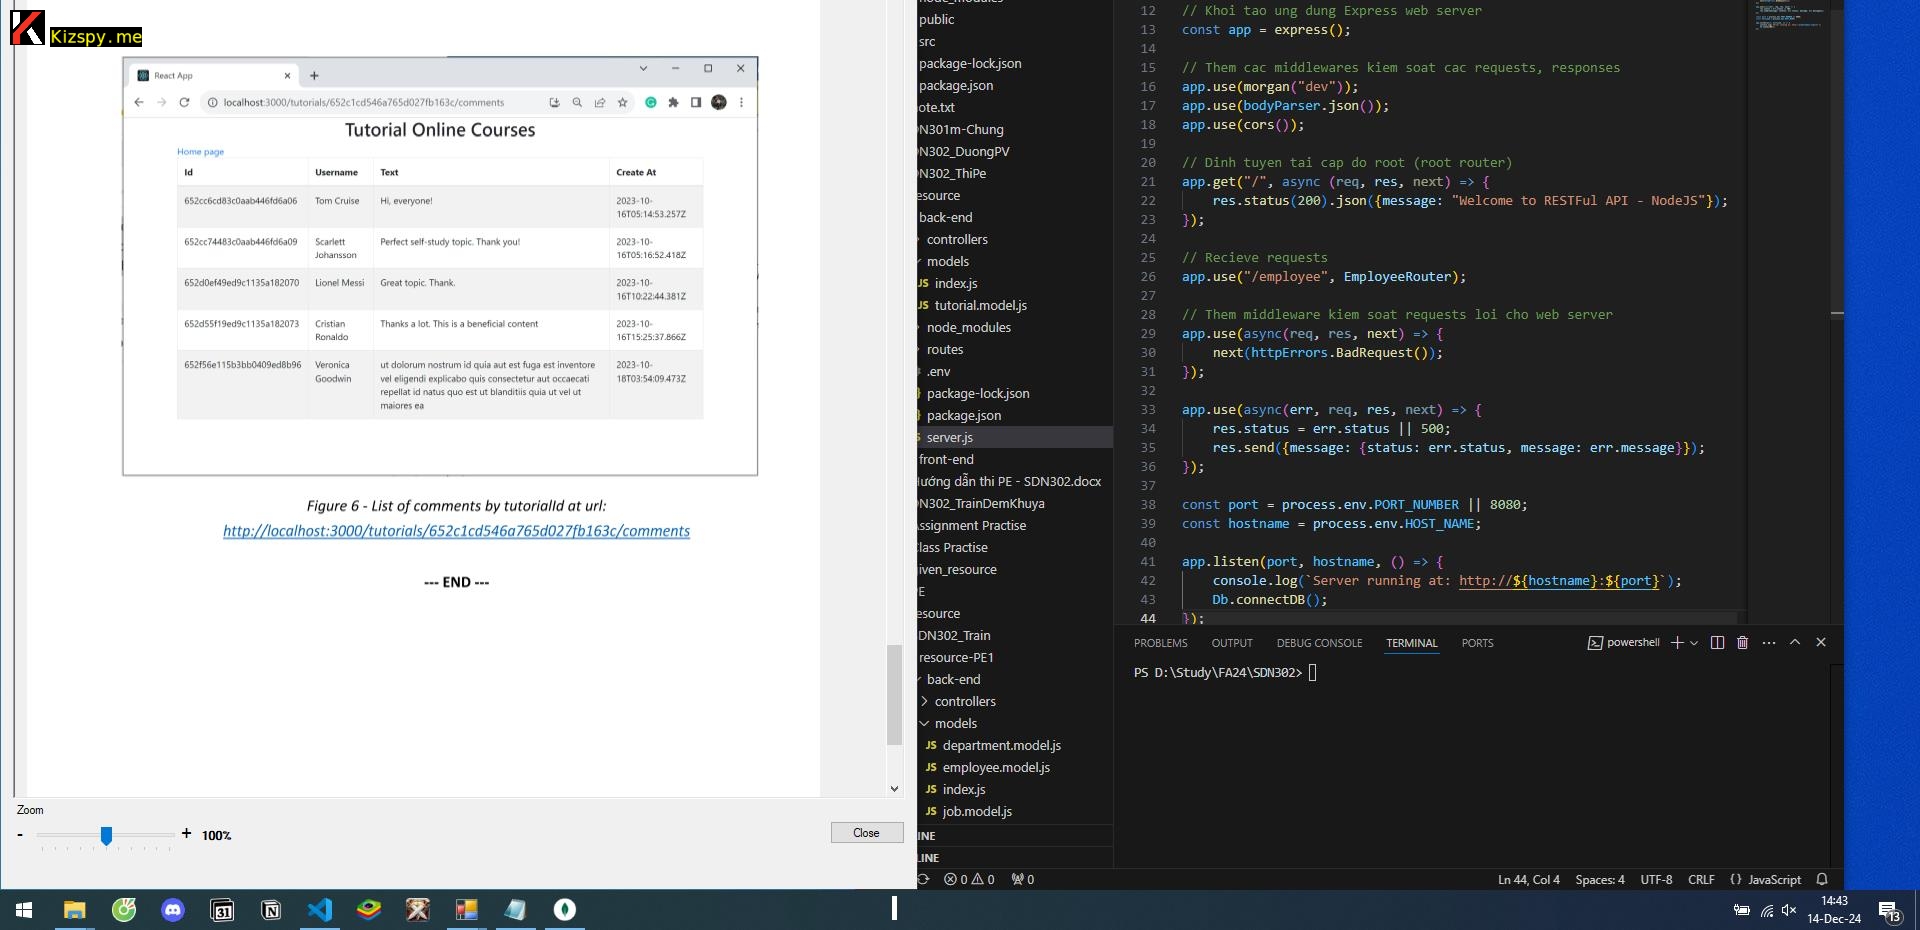 Kizspy.me
React App
localhost:3000/tutorials/652c1cd546a765d027fb163c/comments
Tutorial Online Courses
Home page
Id Username Text Create At
652cc6cd83c0aab446fd6a06 Tom Cruise Hi, everyone! 2023-10-
16T05:14:53.257Z
652cc74483c0aab446fd6a09 Scarlett Perfect self-study topic. Thank you! 2023-10-
Johansson 16T05:16:52.418Z
652d0ef49ed9c1135a182070 Lionel Messi Great topic. Thank. 2023-10-
16T10:22:44.381Z
652d55f19ed9c1135a182073 Cristian Thanks a lot. This is a beneficial content 2023-10-
Ronaldo 16T15:25:37.866Z
652f56e115b3bb0409ed8b96 Veronica ut dolorum nostrum id quia aut est fuga est inventore 2023-10-
Goodwin vel eligendi explicabo quis consectetur aut occaecati 18T03:54:09.473Z
repellat id natus quo est ut blanditiis quia ut vel ut
maiores ea
Figure 6 - List of comments by tutorialId at url:
http://localhost:3000/tutorials/652c1cd546a765d027fb163c/comments
--- END ---
Zoom
- + 100%
Close
public
src
package-lock.json
package.json
ote.txt
N301m-Chung
N302_DuongPV
N302_ThiPe
esource
back-end
controllers
models
JS index.js
JS tutorial.model.js
node_modules
routes
.env
package-lock.json
package.json
server.js
front-end
ướng dẫn thi PE - SDN302.docx
N302_TrainDemKhuya
ssignment Practise
lass Practise
iven_resource
E
esource
DN302_Train
resource-PE1
back-end
controllers
models
JS department.model.js
JS employee.model.js
JS index.js
JS job.model.js
INE
LINE
12 // Khoi tao ung dung Express web server
13 const app = express();
14
15 // Them cac middlewares kiem soat cac requests, responses
16 app.use(morgan("dev"));
17 app.use(bodyParser.json());
18 app.use(cors());
19
20 // Dinh tuyen tai cap do root (root router)
21 app.get("/", async (req, res, next) => {
22 res.status(200).json({message: "Welcome to RESTFul API - NodeJS"});
23 });
24
25 // Recieve requests
26 app.use("/employee", EmployeeRouter);
27
28 // Them middleware kiem soat requests loi cho web server
29 app.use(async(req, res, next) => {
30 next(httpErrors.BadRequest());
31 });
32
33 app.use(async(err, req, res, next) => {
34 res.status = err.status || 500;
35 res.send({message: {status: err.status, message: err.message}});
36 });
37
38 const port = process.env.PORT_NUMBER || 8080;
39 const hostname = process.env.HOST_NAME;
40
41 app.listen(port, hostname, () => {
42 console.log(`Server running at: http://${hostname}:${port}`);
43 Db.connectDB();
44 });
PROBLEMS OUTPUT DEBUG CONSOLE TERMINAL PORTS powershell
PS D:\Study\FA24\SDN302>
0 0 0 Ln 44, Col 4 Spaces: 4 UTF-8 CRLF {} JavaScript
31
14:43
14-Dec-24
13